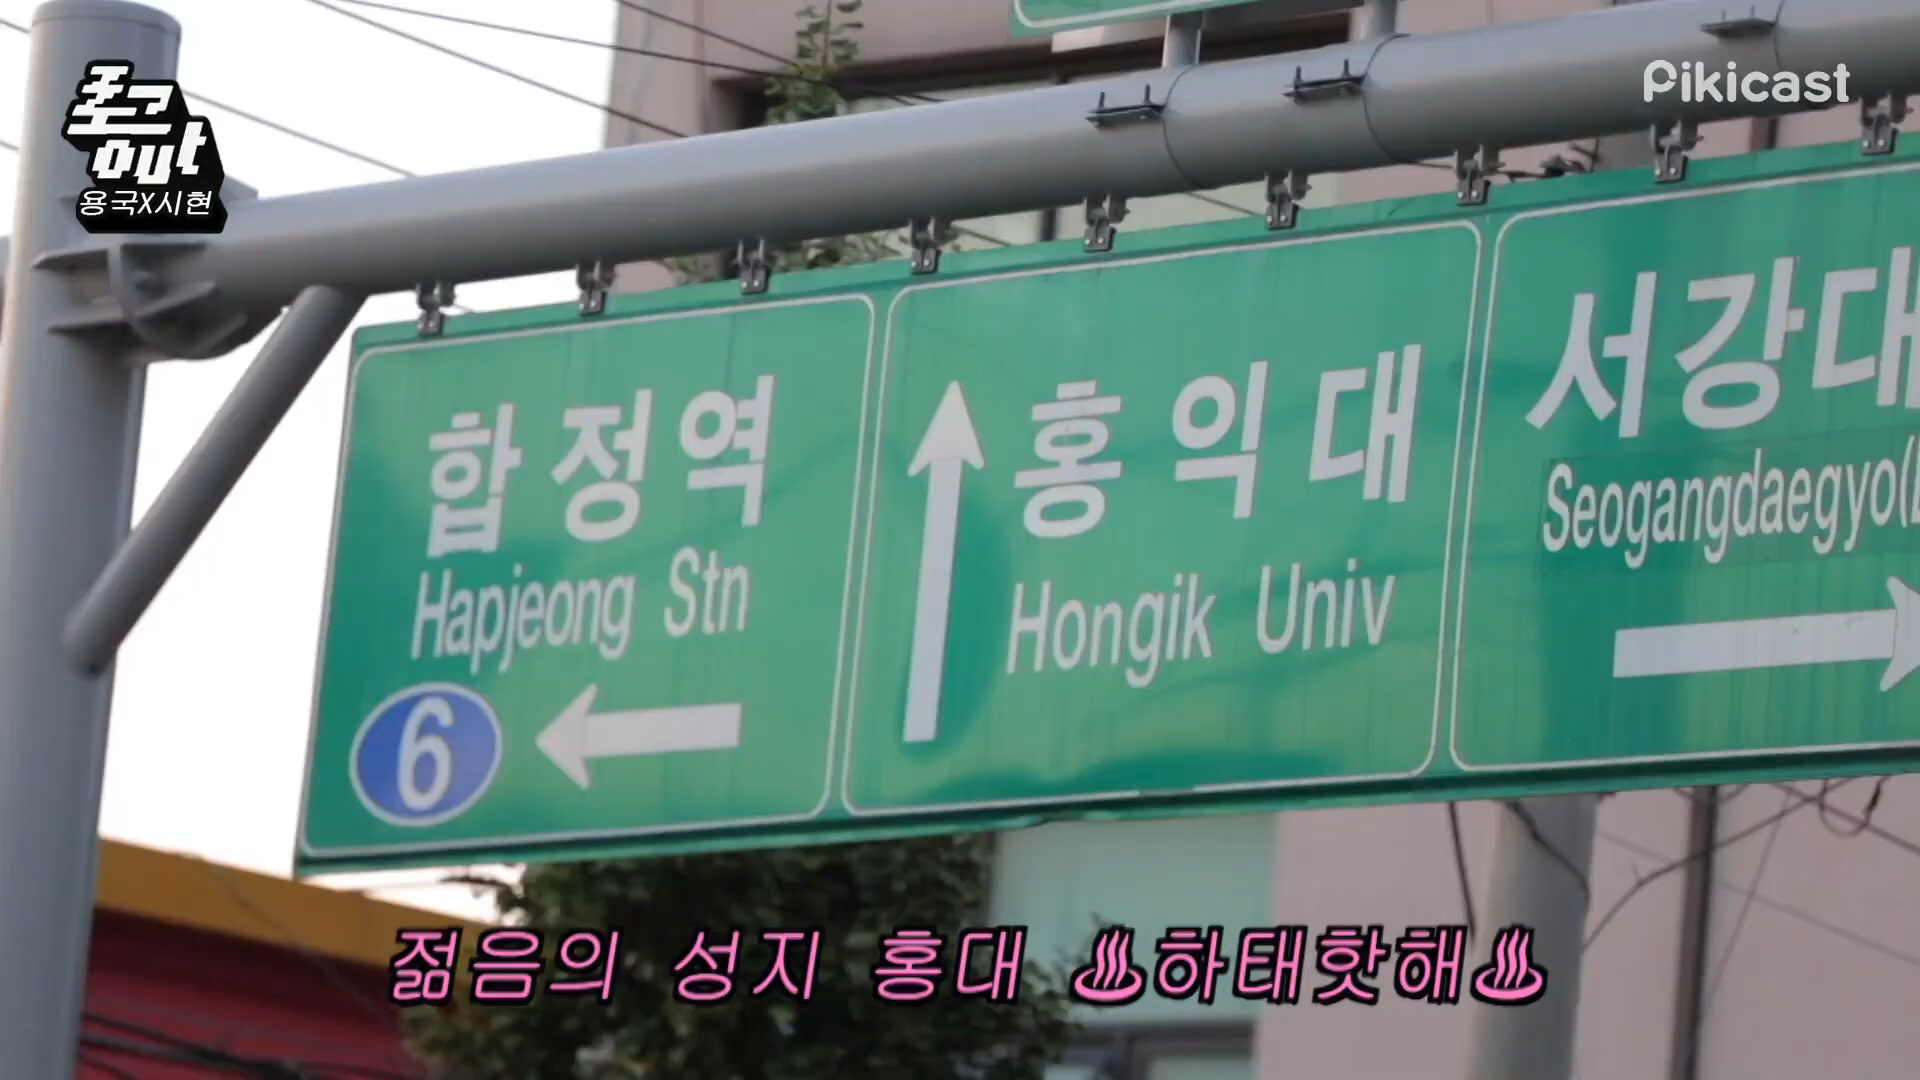 죨고
out
용국X시현
Pikicast
합정역
Hapjeong Stn
6
홍익대
Hongik Univ
서강대
Seogangdaegyo(
젊음의 성지 홍대 ♨하태핫해♨